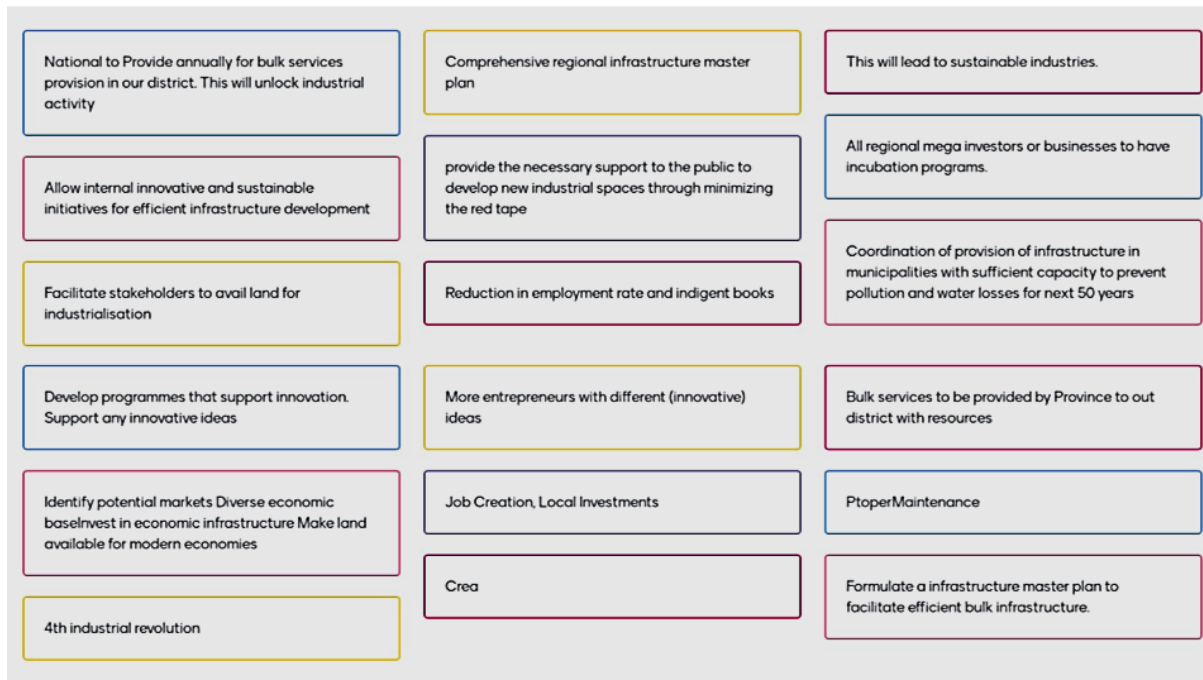 National to Provide annually for bulk services
provision in our district. This will unlock industrial
activity
Allow internal innovative and sustainable
initiatives for efficient infrastructure development
Facilitate stakeholders to avail land for
industrialisation
Develop programmes that support innovation.
Support any innovative ideas
Identify potential markets Diverse economic
baseInvest in economic infrastructure Make land
available for modern economies
4th industrial revolution
Comprehensive regional infrastructure master
plan
provide the necessary support to the public to
develop new industrial spaces through minimizing
the red tape
Reduction in employment rate and indigent books
More entrepreneurs with different (innovative)
ideas
Job Creation, Local Investments
Crea
This will lead to sustainable industries.
All regional mega investors or businesses to have
incubation programs.
Coordination of provision of infrastructure in
municipalities with sufficient capacity to prevent
pollution and water losses for next 50 years
Bulk services to be provided by Province to out
district with resources
PtoperMaintenance
Formulate a infrastructure master plan to
facilitate efficient bulk infrastructure.